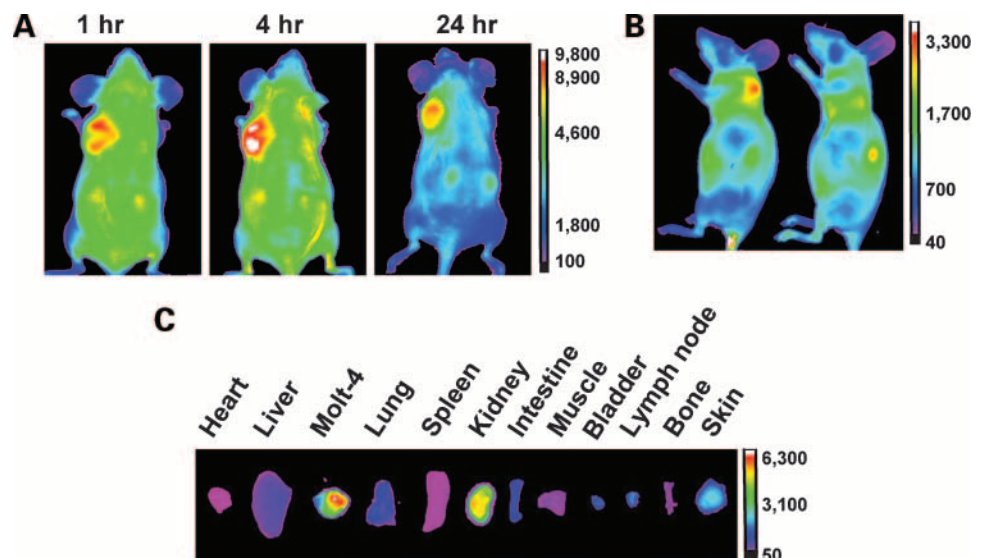 A 1 hr 4 hr 24 hr
9,800
8,900
4,600
1,800
100
B
3,300
1,700
700
40
C
Heart
Liver
Molt-4
Lung
Spleen
Kidney
Intestine
Muscle
Bladder
Lymph node
Bone
Skin
6,300
3,100
50